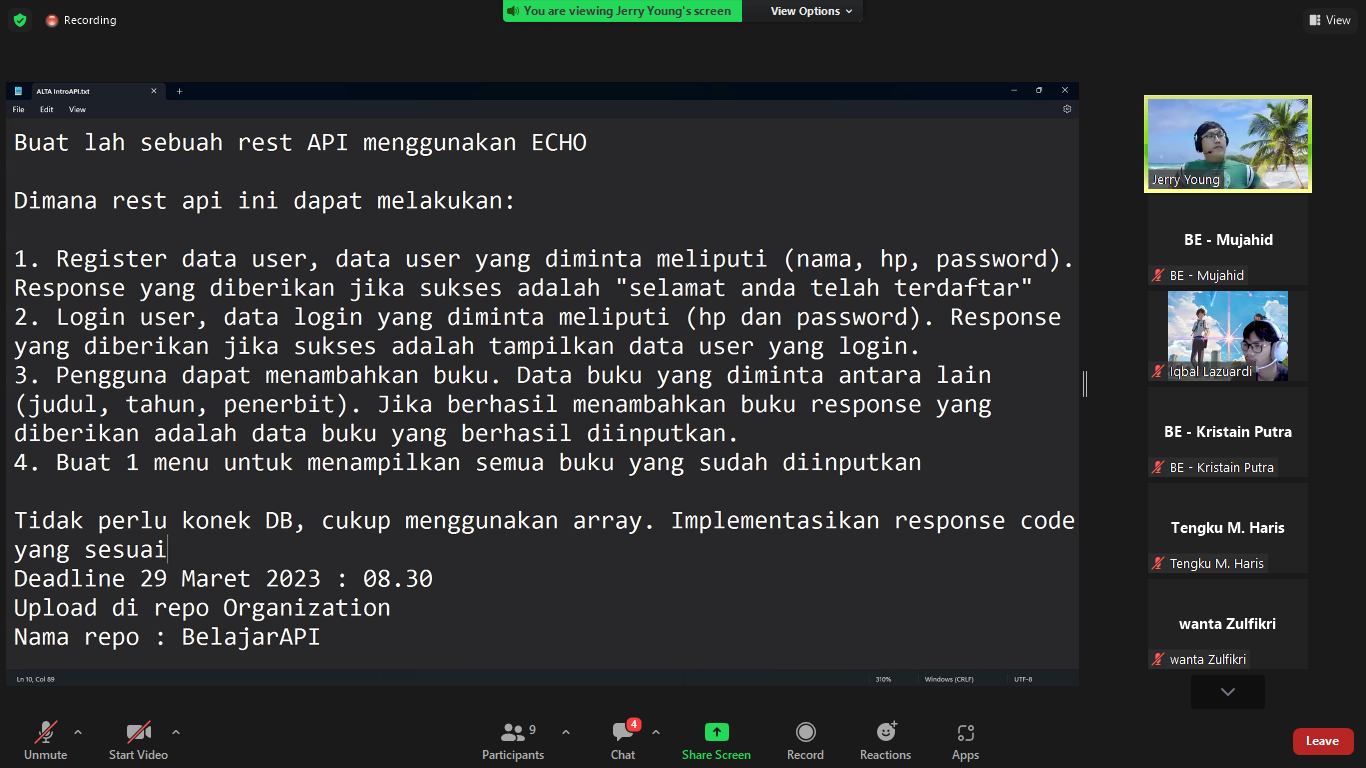 Recording
You are viewing Jerry Young's screen
View Options
View
ALTA IntroAPI.txt
File Edit View
Buat lah sebuah rest API menggunakan ECHO
Dimana rest api ini dapat melakukan:
1. Register data user, data user yang diminta meliputi (nama, hp, password).
Response yang diberikan jika sukses adalah "selamat anda telah terdaftar"
2. Login user, data login yang diminta meliputi (hp dan password). Response
yang diberikan jika sukses adalah tampilkan data user yang login.
3. Pengguna dapat menambahkan buku. Data buku yang diminta antara lain
(judul, tahun, penerbit). Jika berhasil menambahkan buku response yang
diberikan adalah data buku yang berhasil diinputkan.
4. Buat 1 menu untuk menampilkan semua buku yang sudah diinputkan
Tidak perlu konek DB, cukup menggunakan array. Implementasikan response code
yang sesuai
Deadline 29 Maret 2023 : 08.30
Upload di repo Organization
Nama repo : BelajarAPI
Ln 10, Col 89
310%
Windows (CRLF)
UTF-8
Jerry Young
BE - Mujahid
BE - Mujahid
Iqbal Lazuardi
BE - Kristain Putra
BE - Kristain Putra
Tengku M. Haris
Tengku M. Haris
wanta Zulfikri
wanta Zulfikri
Unmute
Start Video
9
Participants
4
Chat
Share Screen
Record
Reactions
Apps
Leave